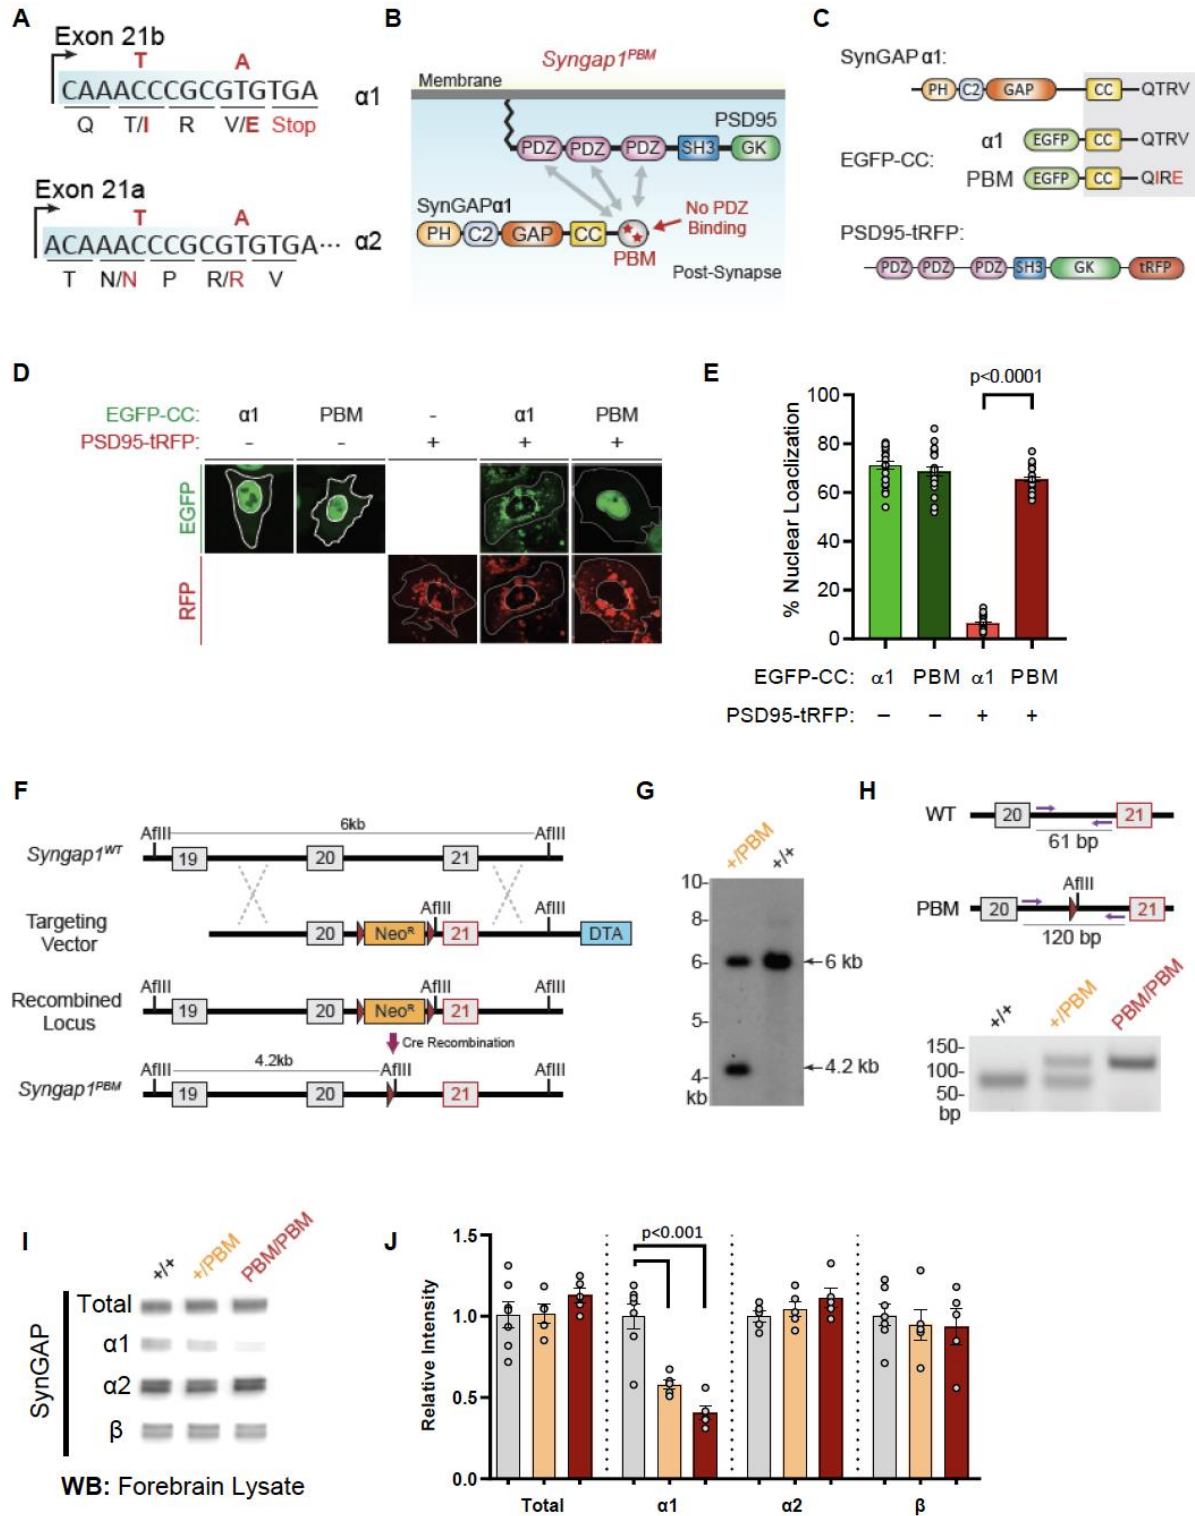 A
Exon 21b
T A
CAAACCCGCGTGTGA α1
Q T/I R V/E Stop
Exon 21a
T A
ACAAACCCGCGTGTGA··· α2
T N/N P R/R V
B
Syngap1PBM
Membrane
PSD95
PDZ PDZ PDZ SH3 GK
SynGAPα1
PH C2 GAP CC
No PDZ
Binding
PBM
Post-Synapse
C
SynGAP α1:
PH C2 GAP CC QTRV
α1 EGFP CC QTRV
EGFP-CC:
PBM EGFP CC QIRE
PSD95-tRFP:
PDZ PDZ PDZ SH3 GK tRFP
D
EGFP-CC: α1 PBM - α1 PBM
PSD95-tRFP: - - + + +
EGFP
RFP
E
p<0.0001
% Nuclear Loaclization
100
80
60
40
20
0
EGFP-CC: α1 PBM α1 PBM
PSD95-tRFP: − − + +
F
6kb
AflII AflII
Syngap1WT
19 20 21
Targeting
Vector
AflII AflII
20 NeoR 21 DTA
Recombined
Locus
AflII AflII AflII
19 20 NeoR 21
Cre Recombination
4.2kb
AflII AflII AflII
Syngap1PBM
19 20 21
G
+/PBM +/+
10-
8-
6-
5-
4-
kb
6 kb
4.2 kb
H
WT 20 21
61 bp
AflII
PBM 20 21
120 bp
+/+ +/PBM PBM/PBM
150-
100-
50-
bp
I
+/+ +/PBM PBM/PBM
SynGAP
Total
α1
α2
β
WB: Forebrain Lysate
J
p<0.001
Relative Intensity
1.5
1.0
0.5
0.0
Total α1 α2 β